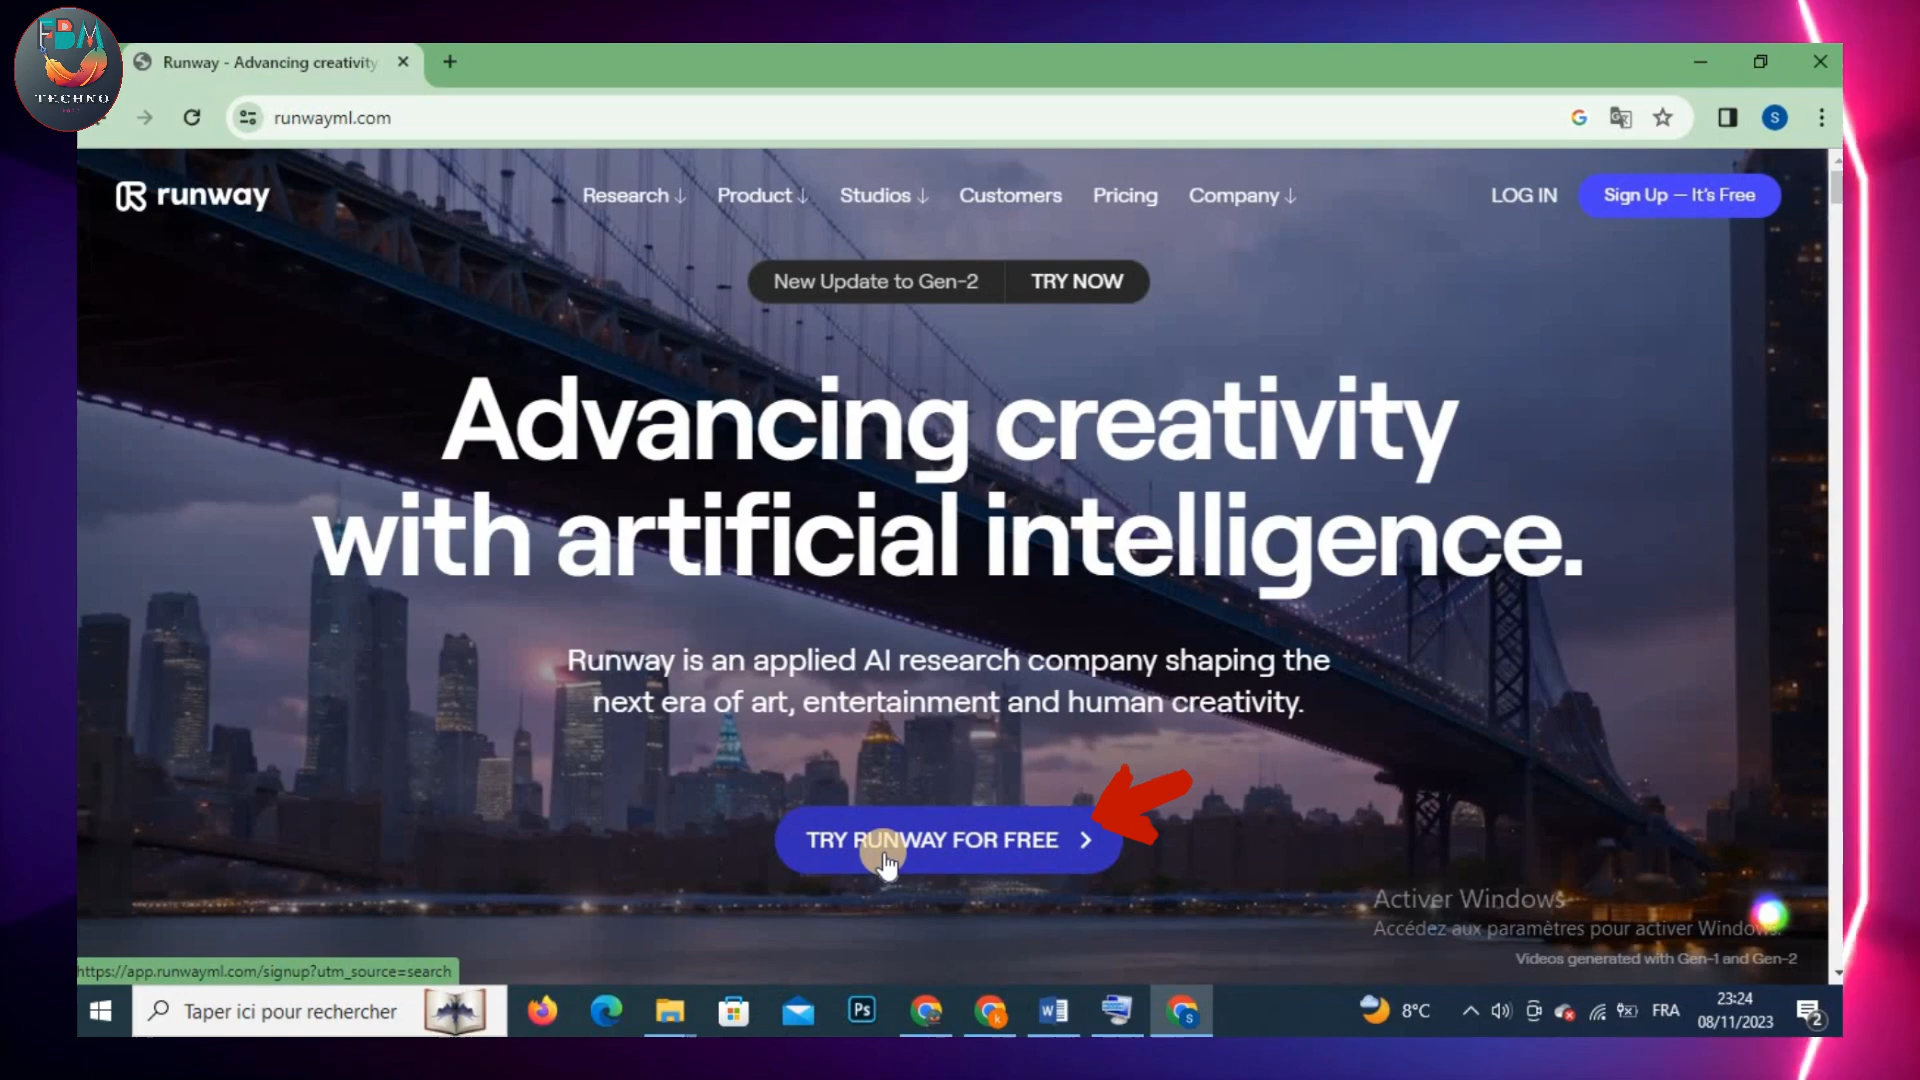 FBM
TECHNO
Runway - Advancing creativity
runwayml.com
S
runway
Research ↓ Product ↓ Studios ↓ Customers Pricing Company ↓
LOG IN
Sign Up — It's Free
New Update to Gen-2 TRY NOW
Advancing creativity
with artificial intelligence.
Runway is an applied AI research company shaping the
next era of art, entertainment and human creativity.
TRY RUNWAY FOR FREE >
Activer Windows
Accédez aux paramètres pour activer Windows.
Videos generated with Gen-1 and Gen-2
https://app.runwayml.com/signup?utm_source=search
Taper ici pour rechercher
Ps
k
W
S
8°C
FRA
23:24
08/11/2023
2